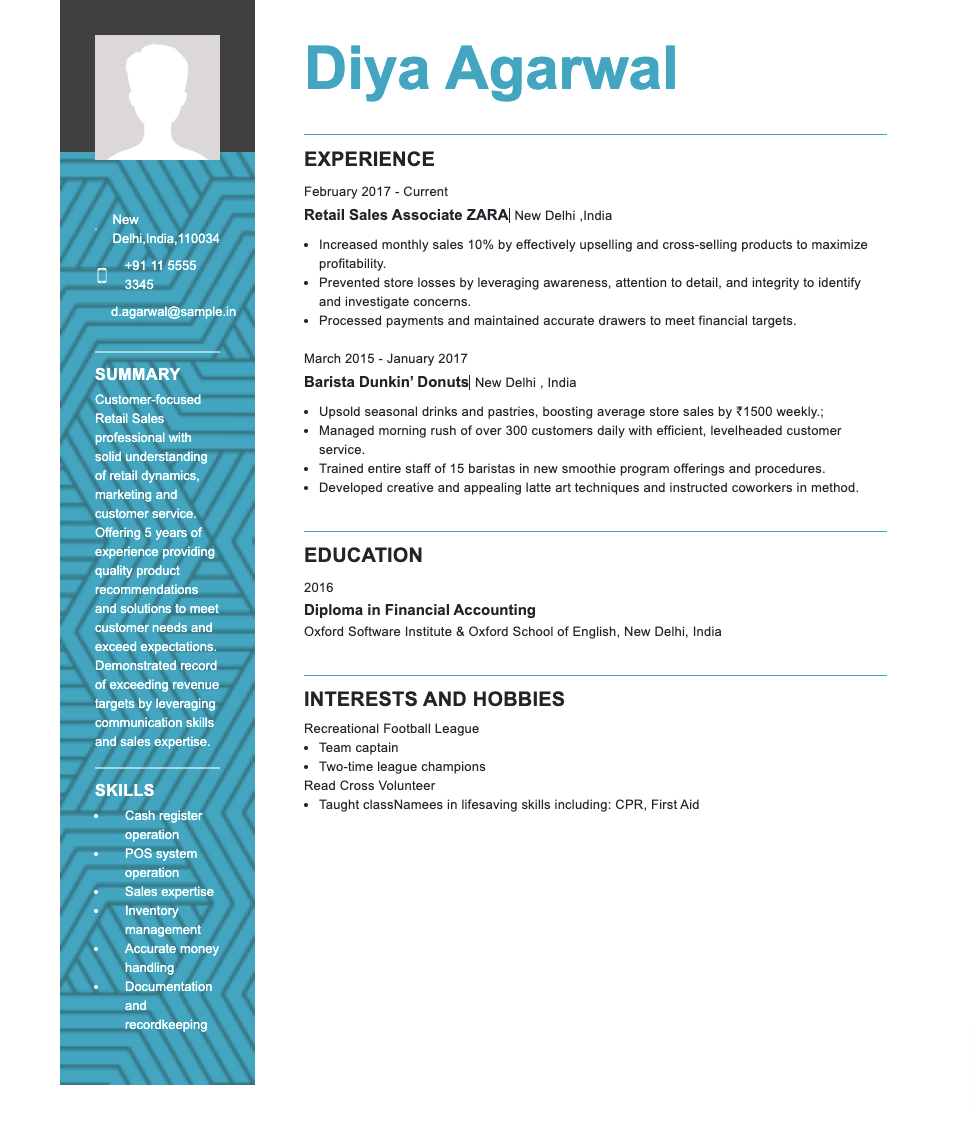 Diya Agarwal
New
Delhi,India,110034
+91 11 5555
3345
d.agarwal@sample.in
SUMMARY
Customer-focused
Retail Sales
professional with
solid understanding
of retail dynamics,
marketing and
customer service.
Offering 5 years of
experience providing
quality product
recommendations
and solutions to meet
customer needs and
exceed expectations.
Demonstrated record
of exceeding revenue
targets by leveraging
communication skills
and sales expertise.
SKILLS
• Cash register
operation
• POS system
operation
• Sales expertise
• Inventory
management
• Accurate money
handling
• Documentation
and
recordkeeping
EXPERIENCE
February 2017 - Current
Retail Sales Associate ZARA| New Delhi ,India
• Increased monthly sales 10% by effectively upselling and cross-selling products to maximize
profitability.
• Prevented store losses by leveraging awareness, attention to detail, and integrity to identify
and investigate concerns.
• Processed payments and maintained accurate drawers to meet financial targets.
March 2015 - January 2017
Barista Dunkin’ Donuts| New Delhi , India
• Upsold seasonal drinks and pastries, boosting average store sales by ₹1500 weekly.;
• Managed morning rush of over 300 customers daily with efficient, levelheaded customer
service.
• Trained entire staff of 15 baristas in new smoothie program offerings and procedures.
• Developed creative and appealing latte art techniques and instructed coworkers in method.
EDUCATION
2016
Diploma in Financial Accounting
Oxford Software Institute & Oxford School of English, New Delhi, India
INTERESTS AND HOBBIES
Recreational Football League
• Team captain
• Two-time league champions
Read Cross Volunteer
• Taught classNamees in lifesaving skills including: CPR, First Aid